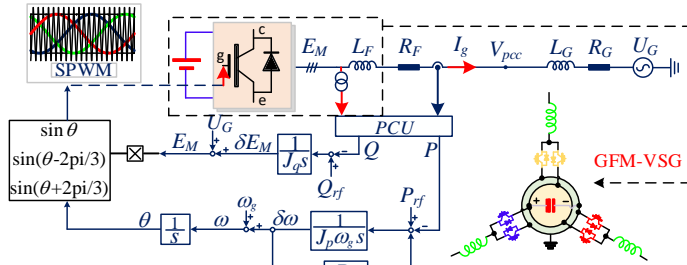 SPWM
c
g
e
E_M
L_F
R_F
I_g
V_pcc
L_G
R_G
U_G
PCU
Q
P
U_G
E_M
δE_M
1
J_q s
Q_rf
sin θ
sin(θ-2pi/3)
sin(θ+2pi/3)
θ
1
s
ω
ω_g
δω
1
J_p ω_g s
P_rf
GFM-VSG